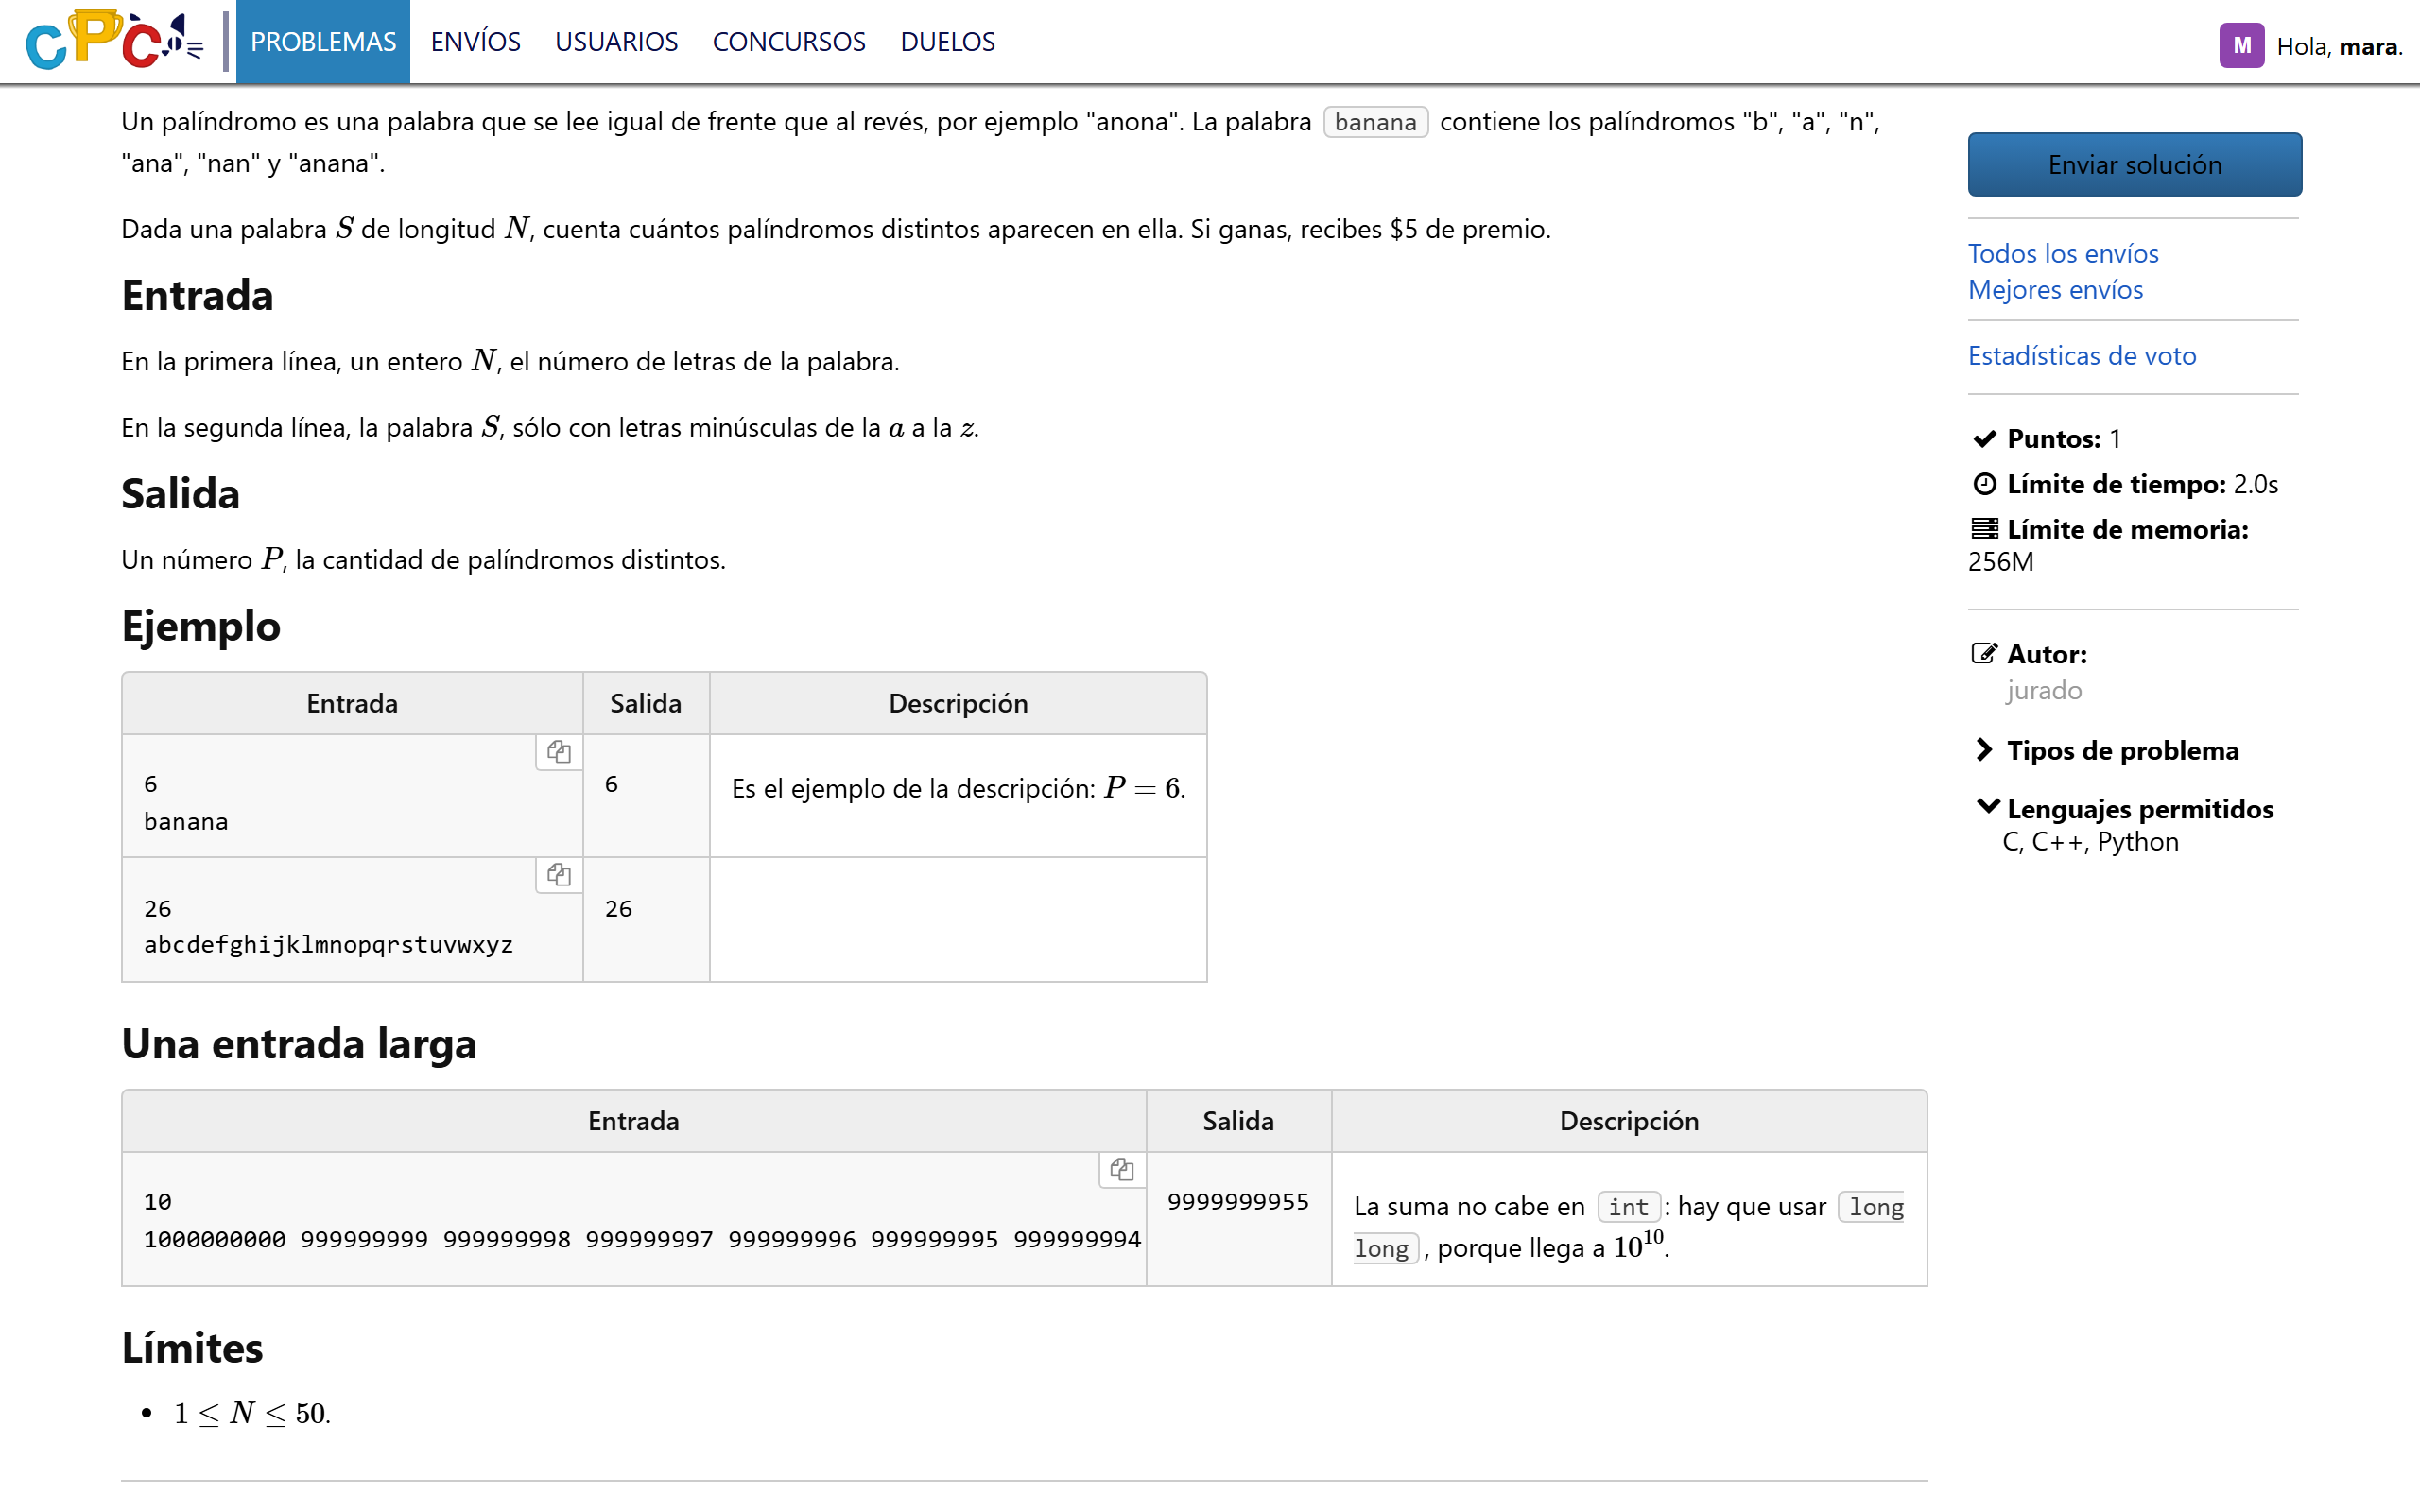 CPC
PROBLEMAS ENVÍOS USUARIOS CONCURSOS DUELOS
M Hola, mara.
Un palíndromo es una palabra que se lee igual de frente que al revés, por ejemplo "anona". La palabra banana contiene los palíndromos "b", "a", "n",
"ana", "nan" y "anana".
Dada una palabra S de longitud N, cuenta cuántos palíndromos distintos aparecen en ella. Si ganas, recibes $5 de premio.
Entrada
En la primera línea, un entero N, el número de letras de la palabra.
En la segunda línea, la palabra S, sólo con letras minúsculas de la a a la z.
Salida
Un número P, la cantidad de palíndromos distintos.
Ejemplo
Entrada Salida Descripción
6
banana
6
Es el ejemplo de la descripción: P = 6.
26
abcdefghijklmnopqrstuvwxyz
26
Una entrada larga
Entrada Salida Descripción
10
1000000000 999999999 999999998 999999997 999999996 999999995 999999994
9999999955
La suma no cabe en int: hay que usar long
long, porque llega a 10^10.
Límites
• 1 ≤ N ≤ 50.
Enviar solución
Todos los envíos
Mejores envíos
Estadísticas de voto
Puntos: 1
Límite de tiempo: 2.0s
Límite de memoria:
256M
Autor:
jurado
Tipos de problema
Lenguajes permitidos
C, C++, Python